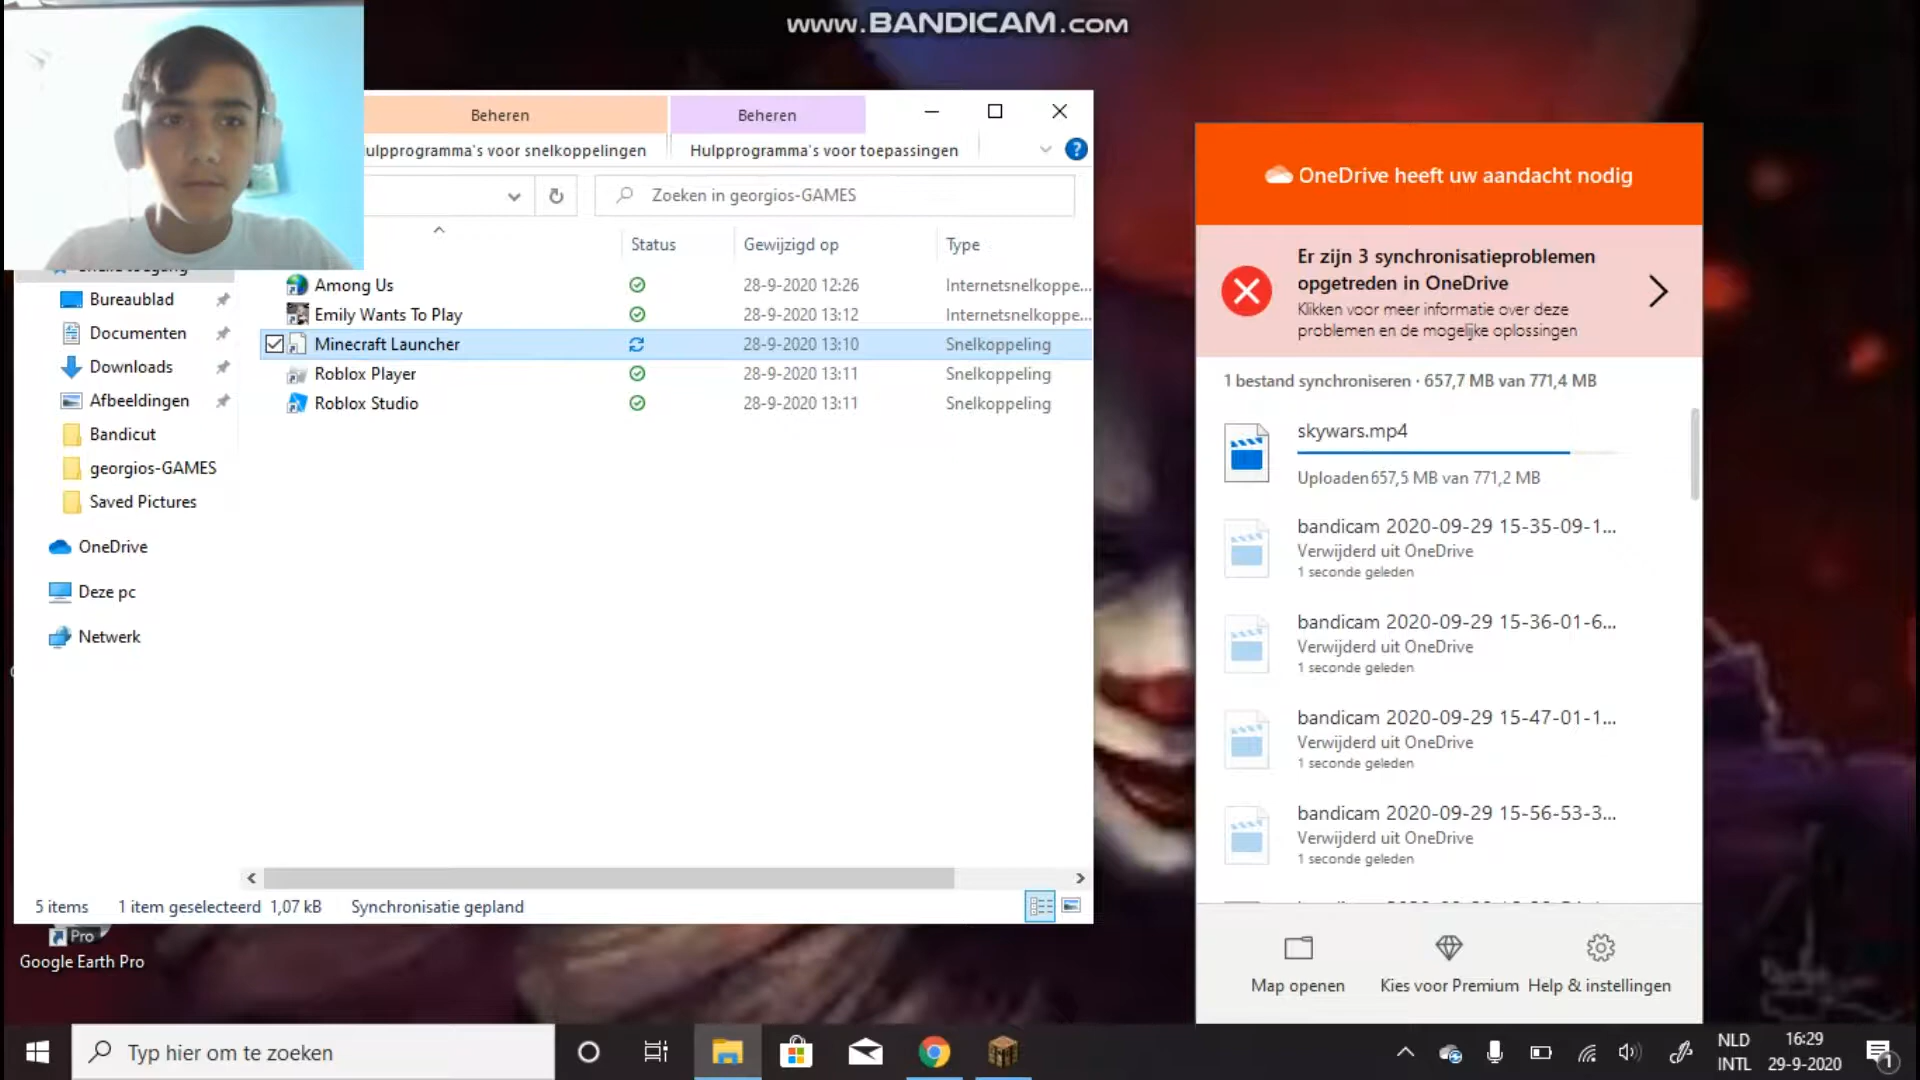 www.BANDICAM.com
Beheren
Beheren
ulpprogramma's voor snelkoppelingen
Hulpprogramma's voor toepassingen
Zoeken in georgios-GAMES
Status
Gewijzigd op
Type
Bureaublad
Documenten
Downloads
Afbeeldingen
Bandicut
georgios-GAMES
Saved Pictures
OneDrive
Deze pc
Netwerk
Among Us 28-9-2020 12:26 Internetsnelkoppe...
Emily Wants To Play 28-9-2020 13:12 Internetsnelkoppe...
Minecraft Launcher 28-9-2020 13:10 Snelkoppeling
Roblox Player 28-9-2020 13:11 Snelkoppeling
Roblox Studio 28-9-2020 13:11 Snelkoppeling
5 items 1 item geselecteerd 1,07 kB Synchronisatie gepland
Pro
Google Earth Pro
OneDrive heeft uw aandacht nodig
Er zijn 3 synchronisatieproblemen
opgetreden in OneDrive
Klikken voor meer informatie over deze
problemen en de mogelijke oplossingen
1 bestand synchroniseren · 657,7 MB van 771,4 MB
skywars.mp4
Uploaden 657,5 MB van 771,2 MB
bandicam 2020-09-29 15-35-09-1...
Verwijderd uit OneDrive
1 seconde geleden
bandicam 2020-09-29 15-36-01-6...
Verwijderd uit OneDrive
1 seconde geleden
bandicam 2020-09-29 15-47-01-1...
Verwijderd uit OneDrive
1 seconde geleden
bandicam 2020-09-29 15-56-53-3...
Verwijderd uit OneDrive
1 seconde geleden
Map openen
Kies voor Premium
Help & instellingen
Typ hier om te zoeken
NLD
INTL
16:29
29-9-2020
1